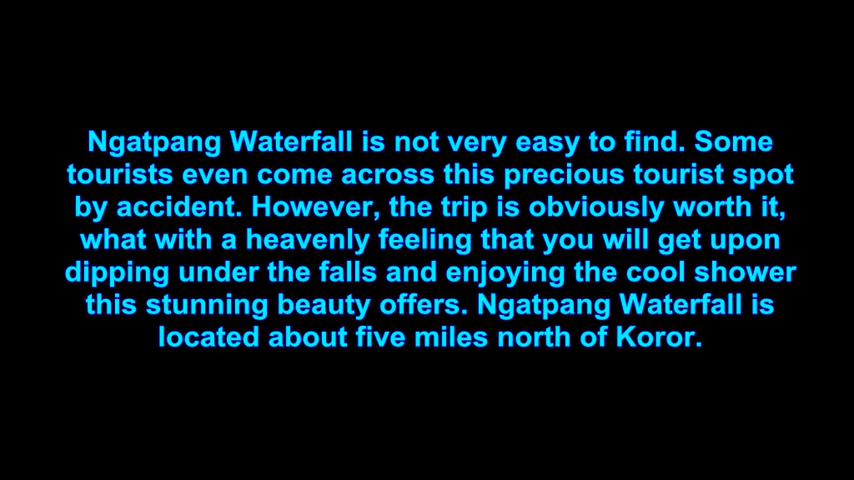 Ngatpang Waterfall is not very easy to find. Some
tourists even come across this precious tourist spot
by accident. However, the trip is obviously worth it,
what with a heavenly feeling that you will get upon
dipping under the falls and enjoying the cool shower
this stunning beauty offers. Ngatpang Waterfall is
located about five miles north of Koror.